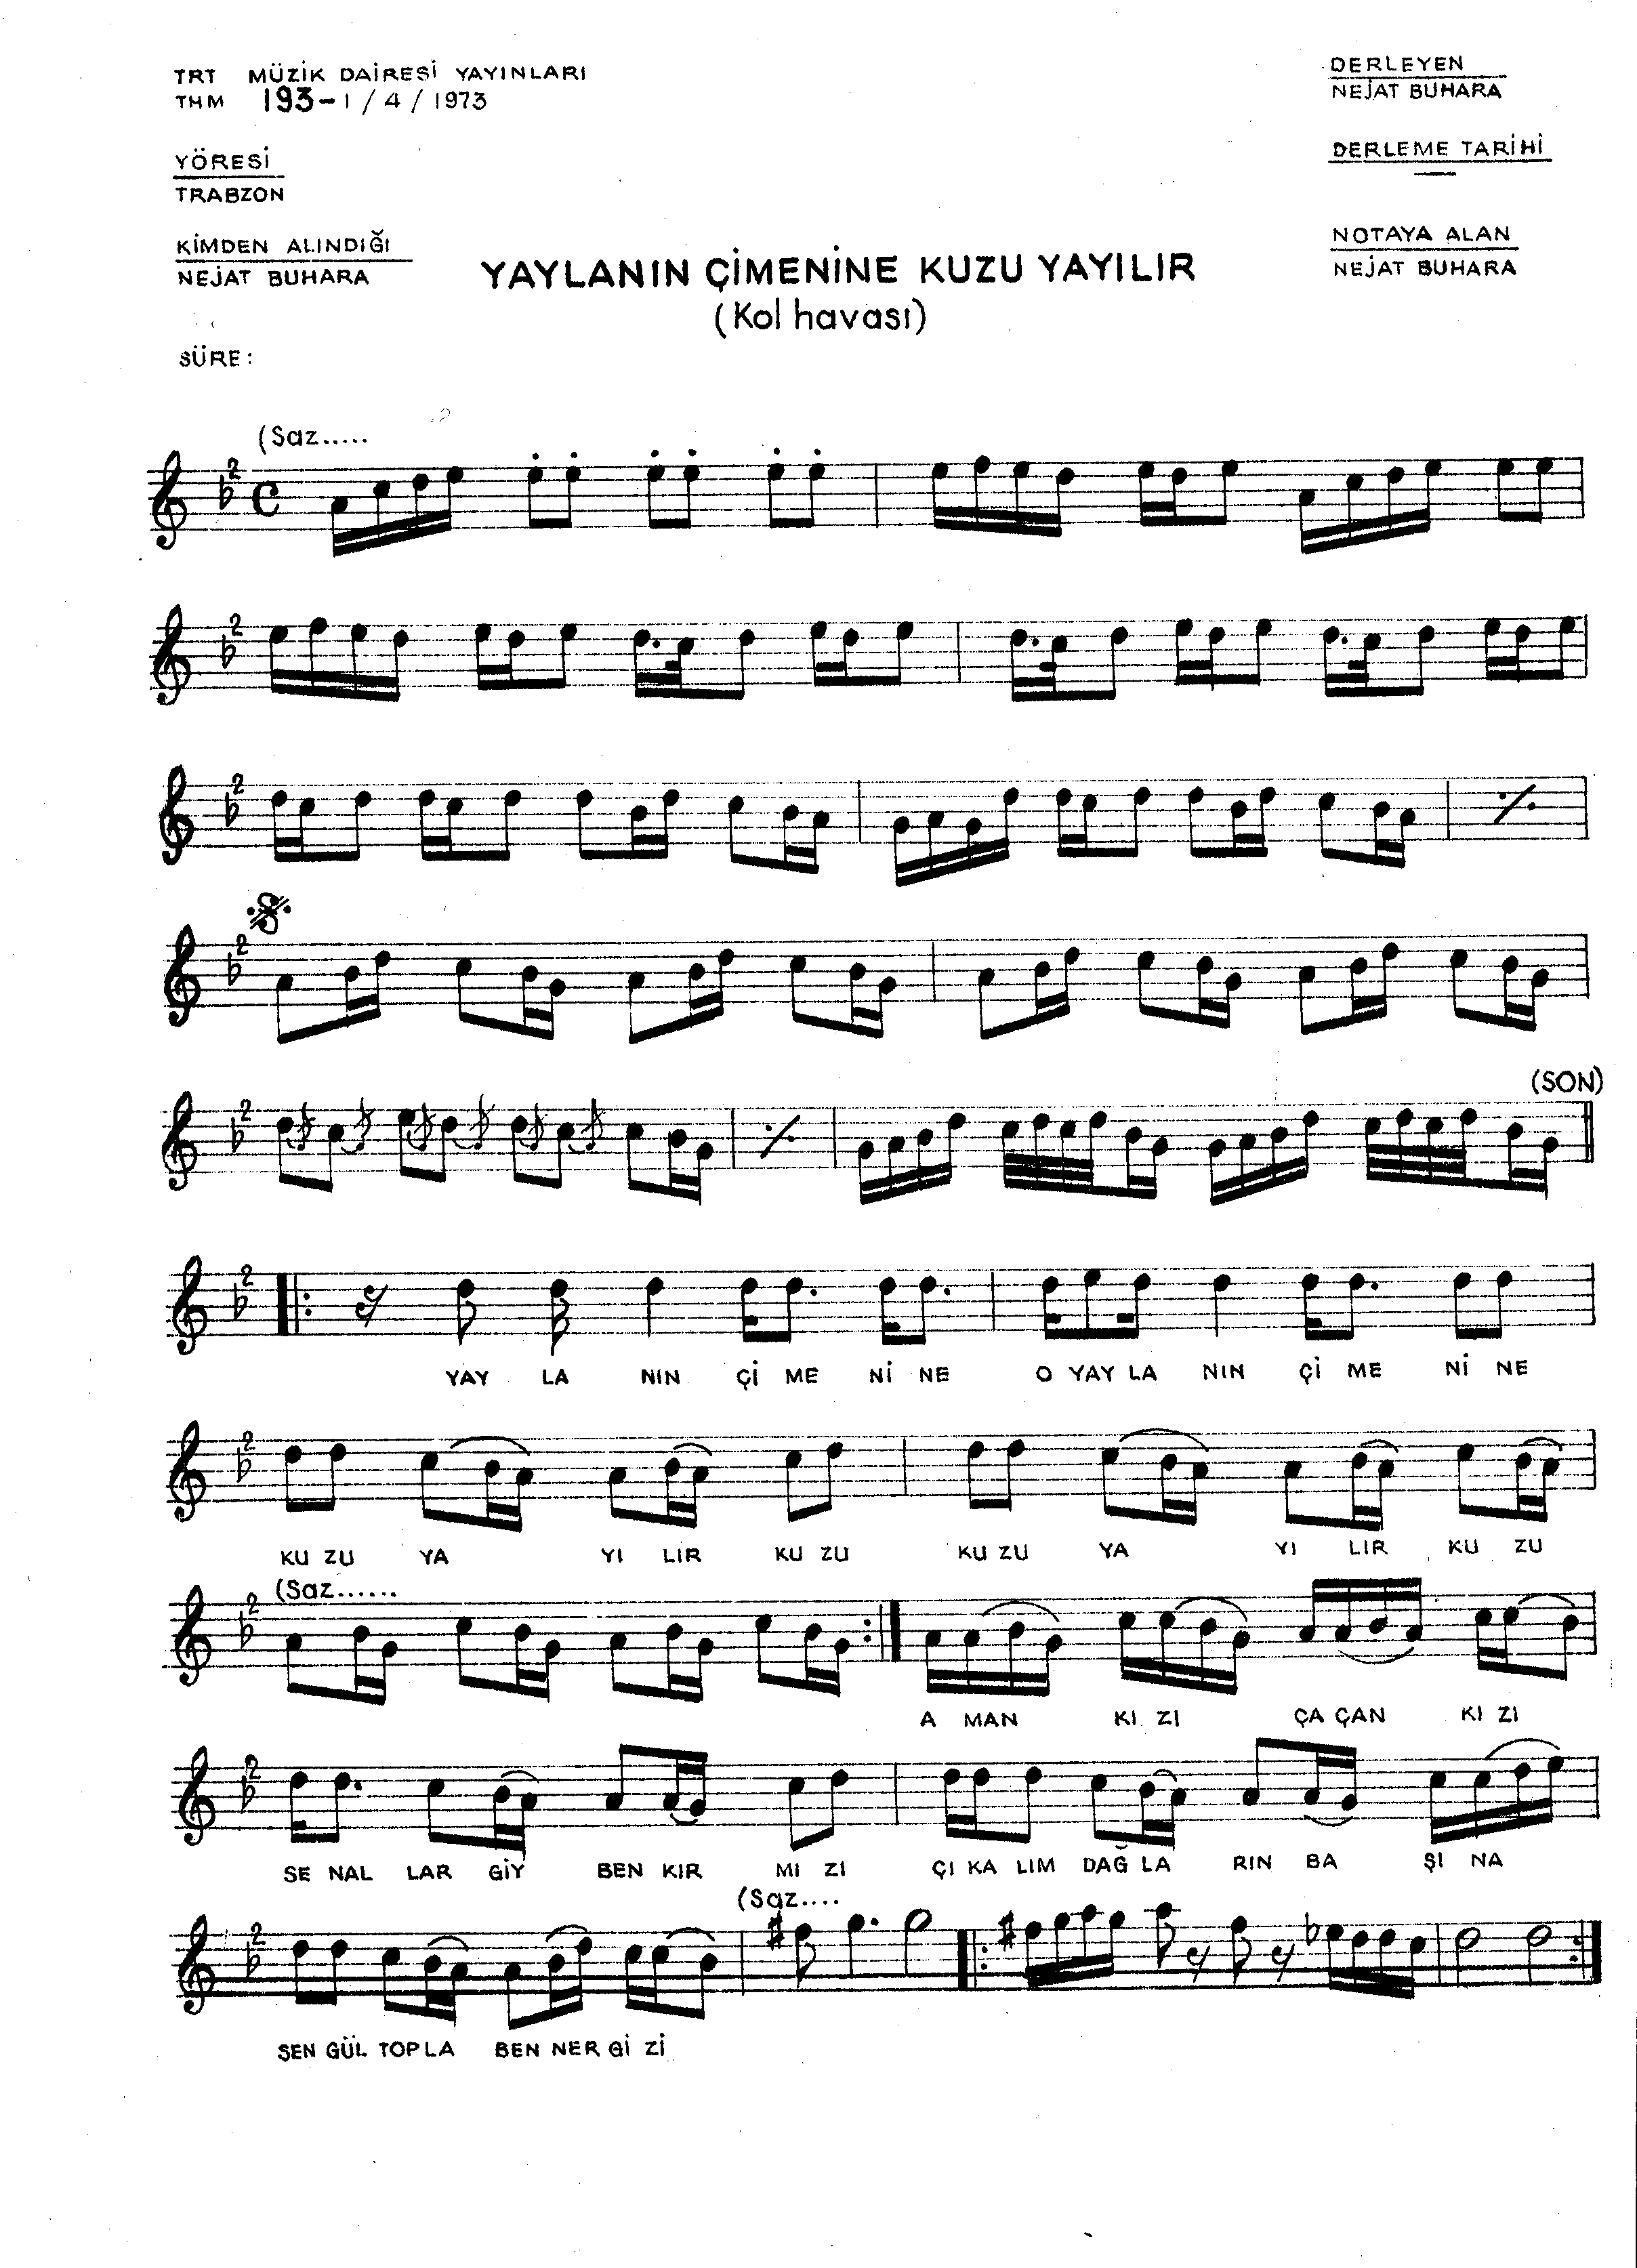 TRT MÜZİK DAİRESİ YAYINLARI
THM 193-1/4/1973
YÖRESİ
TRABZON
KİMDEN ALINDIĞI
NEJAT BUHARA
SÜRE:
DERLEYEN
NEJAT BUHARA
DERLEME TARİHİ
—
NOTAYA ALAN
NEJAT BUHARA
YAYLANIN ÇİMENİNE KUZU YAYILIR
(Kol havası)
(Saz.....
(SON)
YAY LA NIN Çİ ME Nİ NE O YAY LA NIN Çİ ME Nİ NE
KU ZU YA YI LIR KU ZU KU ZU YA YI LIR KU ZU
(Saz......
A MAN KI ZI ÇA ÇAN KI ZI
SE NAL LAR GİY BEN KIR MI ZI ÇI KA LIM DAĞ LA RIN BA ŞI NA
(Saz....
SEN GÜL TOP LA BEN NER Gİ Zİ